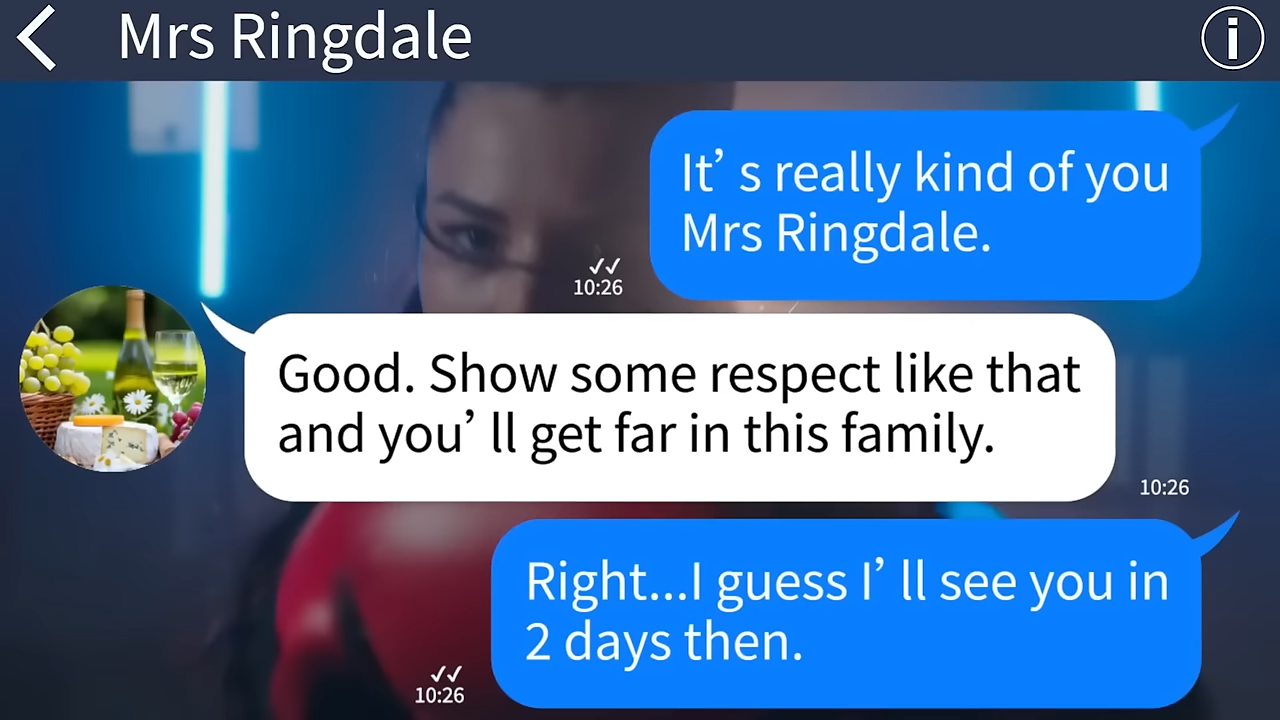 Mrs Ringdale
It’s really kind of you
Mrs Ringdale.
10:26
Good. Show some respect like that
and you’ll get far in this family.
10:26
Right...I guess I’ll see you in
2 days then.
10:26